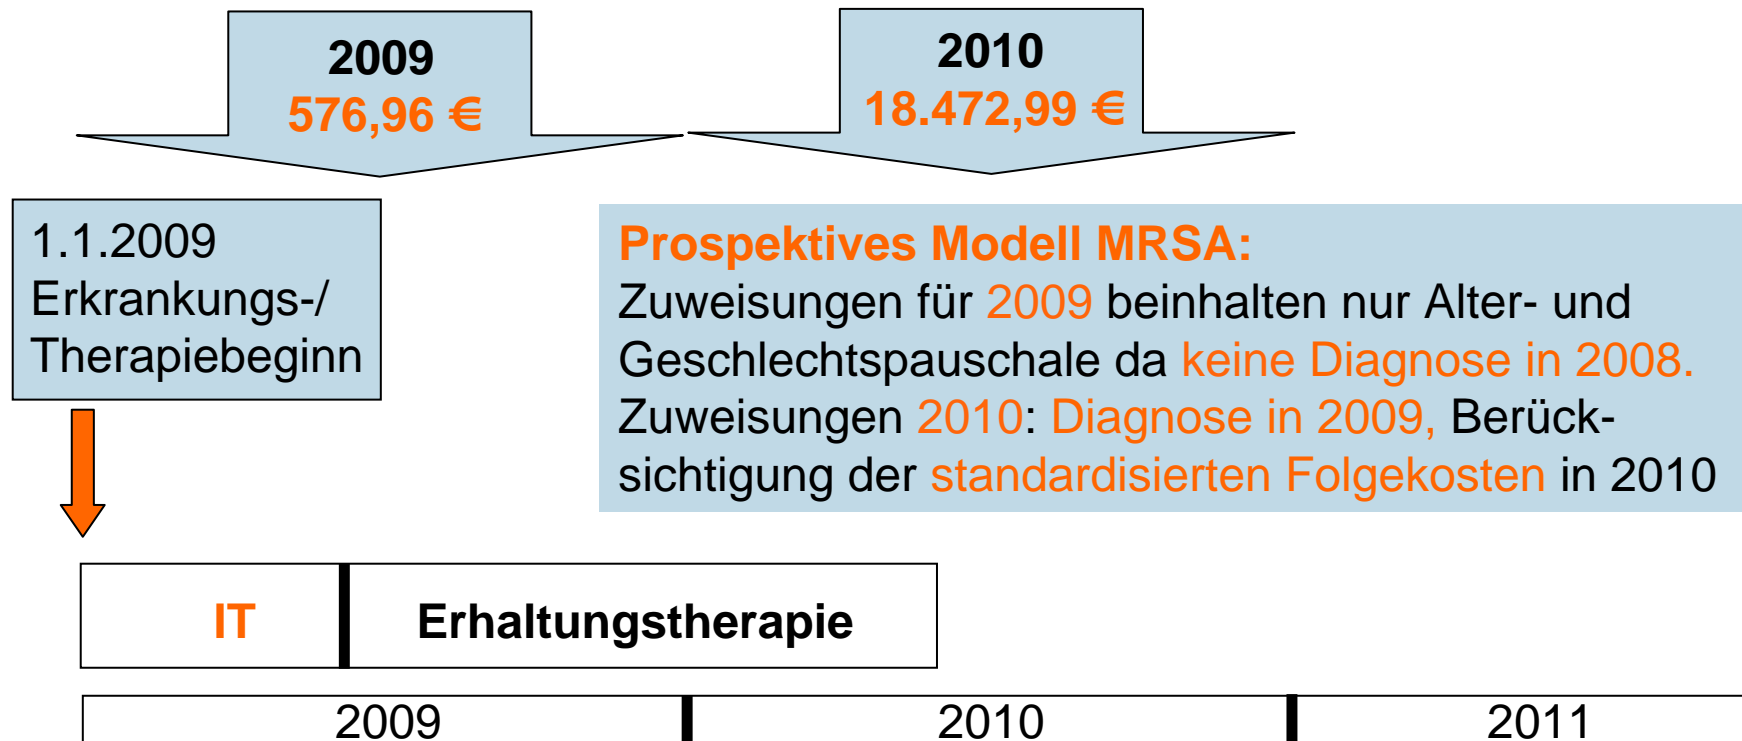 2009
576,96 €
2010
18.472,99 €
1.1.2009
Erkrankungs-/
Therapiebeginn
Prospektives Modell MRSA:
Zuweisungen für 2009 beinhalten nur Alter- und
Geschlechtspauschale da keine Diagnose in 2008.
Zuweisungen 2010: Diagnose in 2009, Berück-
sichtigung der standardisierten Folgekosten in 2010
IT
Erhaltungstherapie
2009
2010
2011